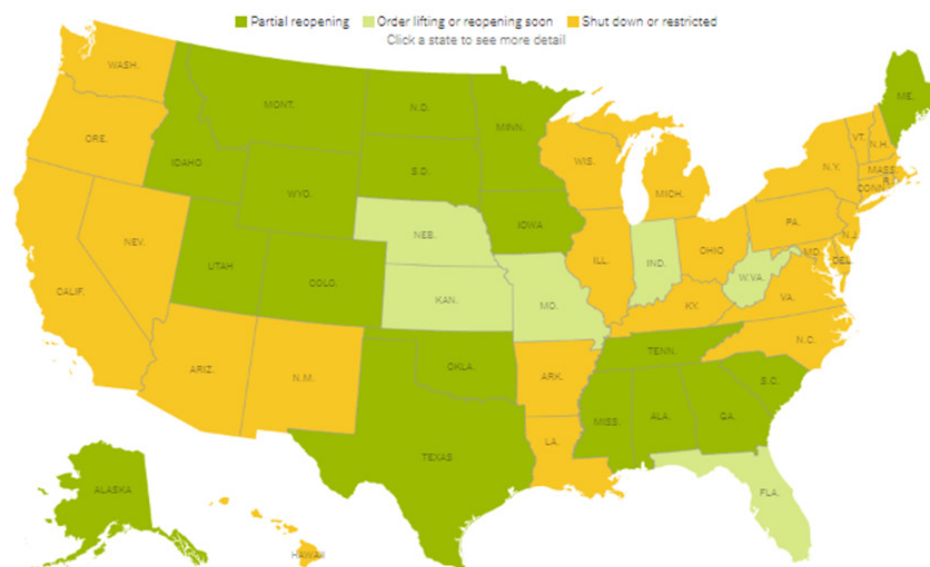 Partial reopening Order lifting or reopening soon Shut down or restricted
Click a state to see more detail
WASH.
MONT.
N.D.
MINN.
ME.
ORE.
IDAHO
WYO.
S.D.
WIS.
MICH.
N.Y.
VT.
N.H.
MASS.
R.I.
CONN.
NEV.
UTAH
COLO.
NEB.
IOWA
ILL.
IND.
OHIO
PA.
N.J.
MD.
DEL.
CALIF.
KAN.
MO.
KY.
W.VA.
VA.
ARIZ.
N.M.
OKLA.
ARK.
TENN.
N.C.
S.C.
TEXAS
LA.
MISS.
ALA.
GA.
FLA.
ALASKA
HAWAII